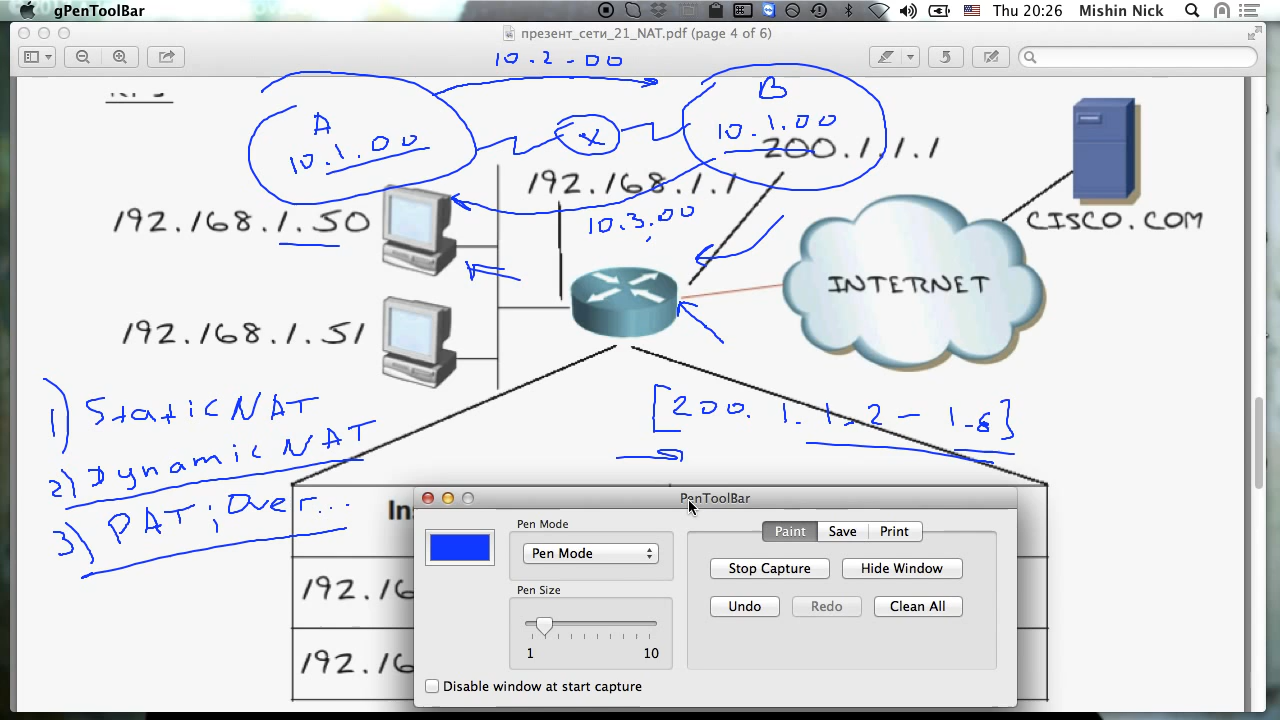 gPenToolBar
Thu 20:26
Mishin Nick
презент_сети_21_NAT.pdf (page 4 of 6)
5
10.2.00
A
10.1.00
X
B
10.1.00
200.1.1.1
192.168.1.1
10.3.00
192.168.1.50
CISCO.COM
INTERNET
192.168.1.51
1) Static NAT
2) Dynamic NAT
3) PAT; Over...
[200. 1. 1. 2 - 1.6]
PenToolBar
Ins
192.16
192.16
Pen Mode
Pen Mode
Pen Size
1 10
Disable window at start capture
Paint Save Print
Stop Capture Hide Window
Undo Redo Clean All